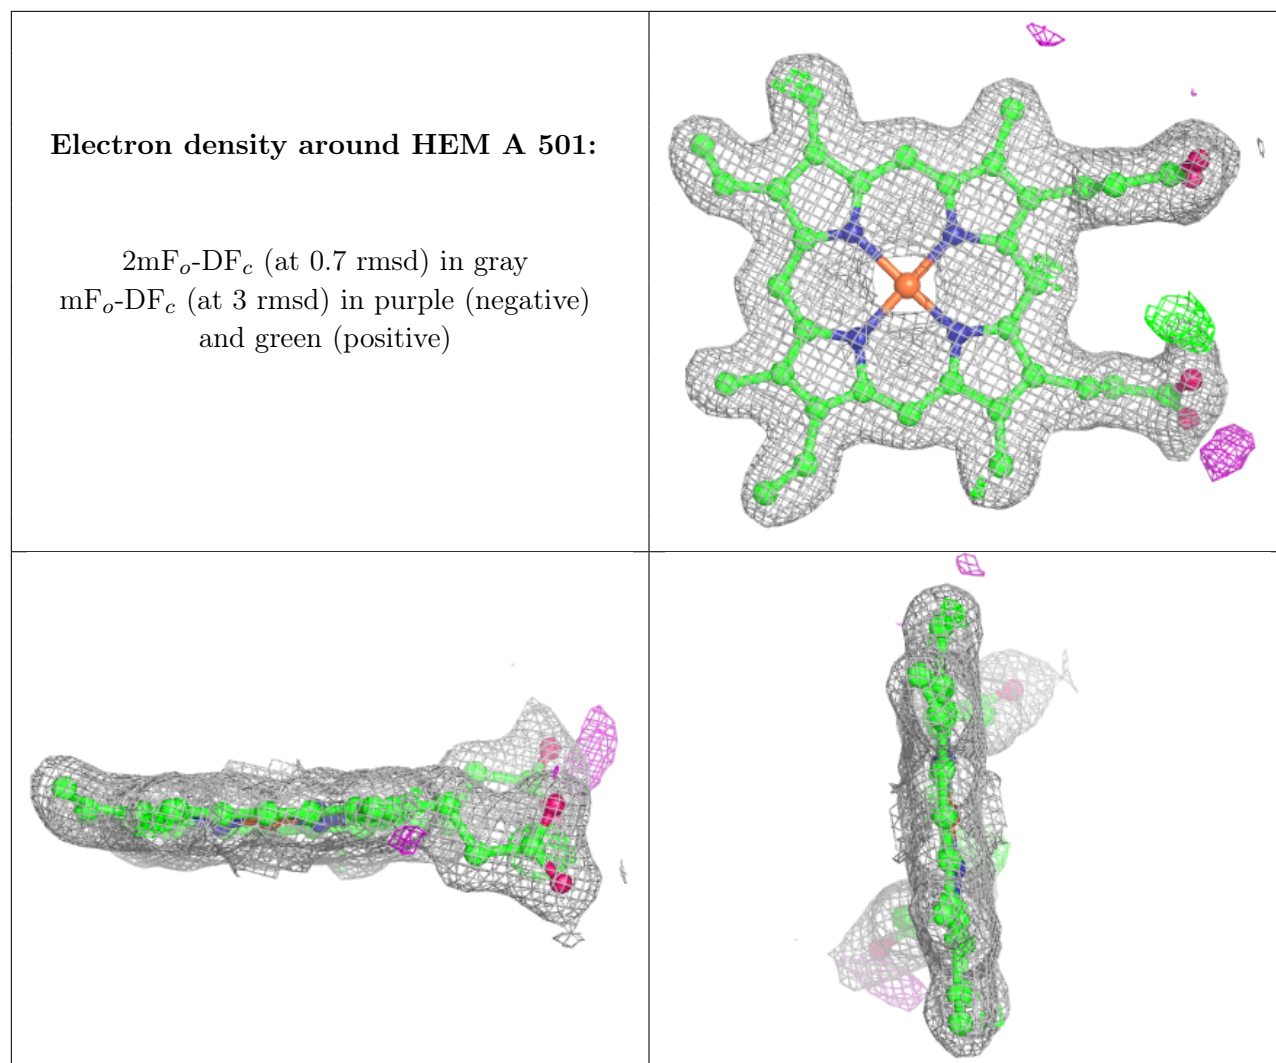 Electron density around HEM A 501:
2mFo-DFc (at 0.7 rmsd) in gray
mFo-DFc (at 3 rmsd) in purple (negative)
and green (positive)